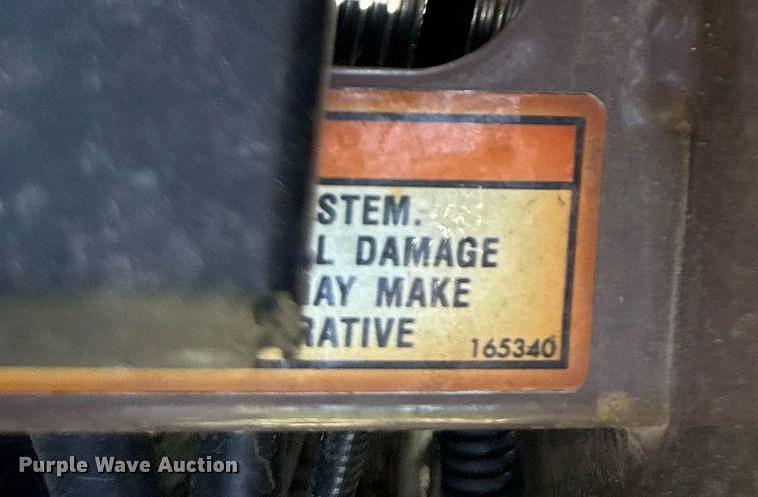 STEM.
L DAMAGE
AY MAKE
RATIVE
165340
Purple Wave Auction